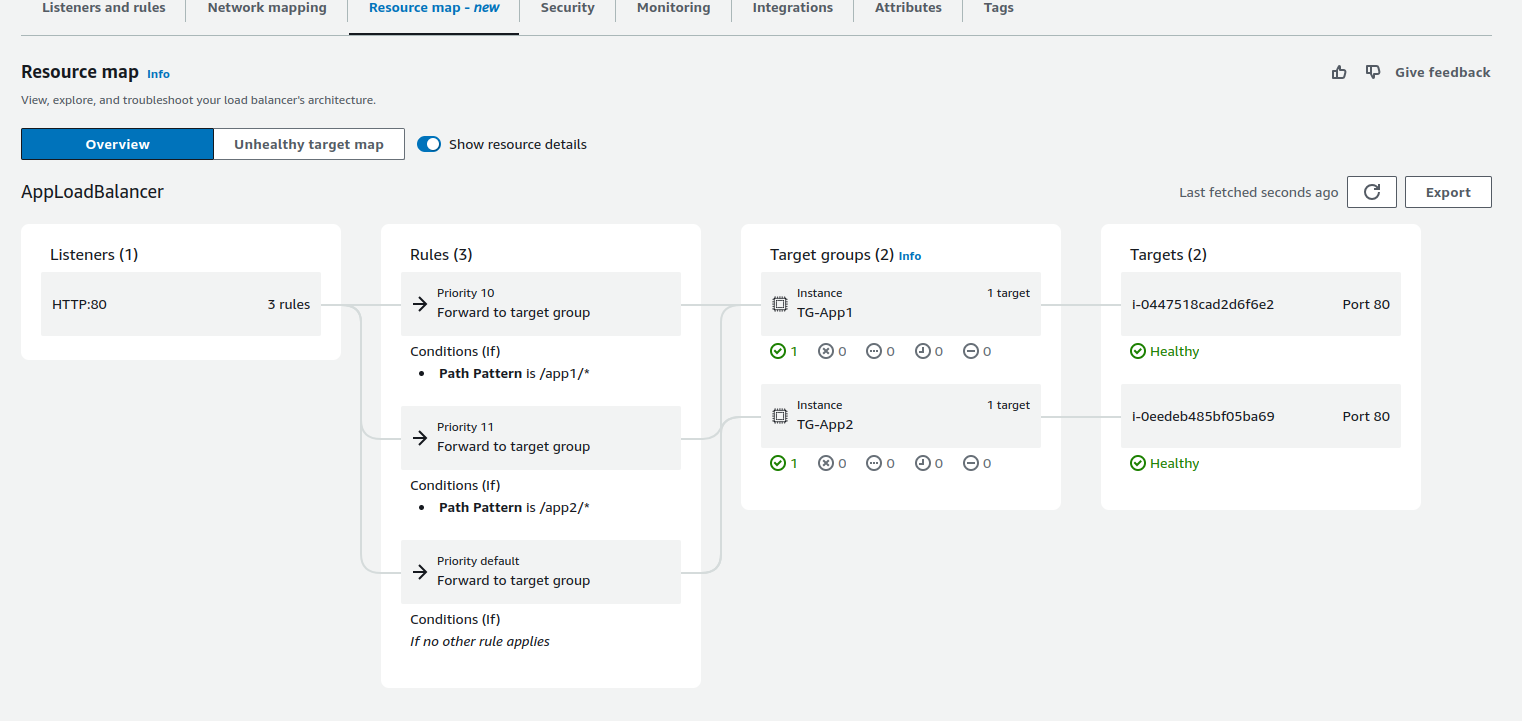 Listeners and rules
Network mapping
Resource map - new
Security
Monitoring
Integrations
Attributes
Tags
Resource map Info
Give feedback
View, explore, and troubleshoot your load balancer's architecture.
Overview
Unhealthy target map
Show resource details
AppLoadBalancer
Last fetched seconds ago
Export
Listeners (1)
HTTP:80
3 rules
Rules (3)
Priority 10
Forward to target group
Conditions (If)
• Path Pattern is /app1/*
Priority 11
Forward to target group
Conditions (If)
• Path Pattern is /app2/*
Priority default
Forward to target group
Conditions (If)
If no other rule applies
Target groups (2) Info
Instance
1 target
TG-App1
1 0 0 0 0
Instance
1 target
TG-App2
1 0 0 0 0
Targets (2)
i-0447518cad2d6f6e2
Port 80
Healthy
i-0eedeb485bf05ba69
Port 80
Healthy